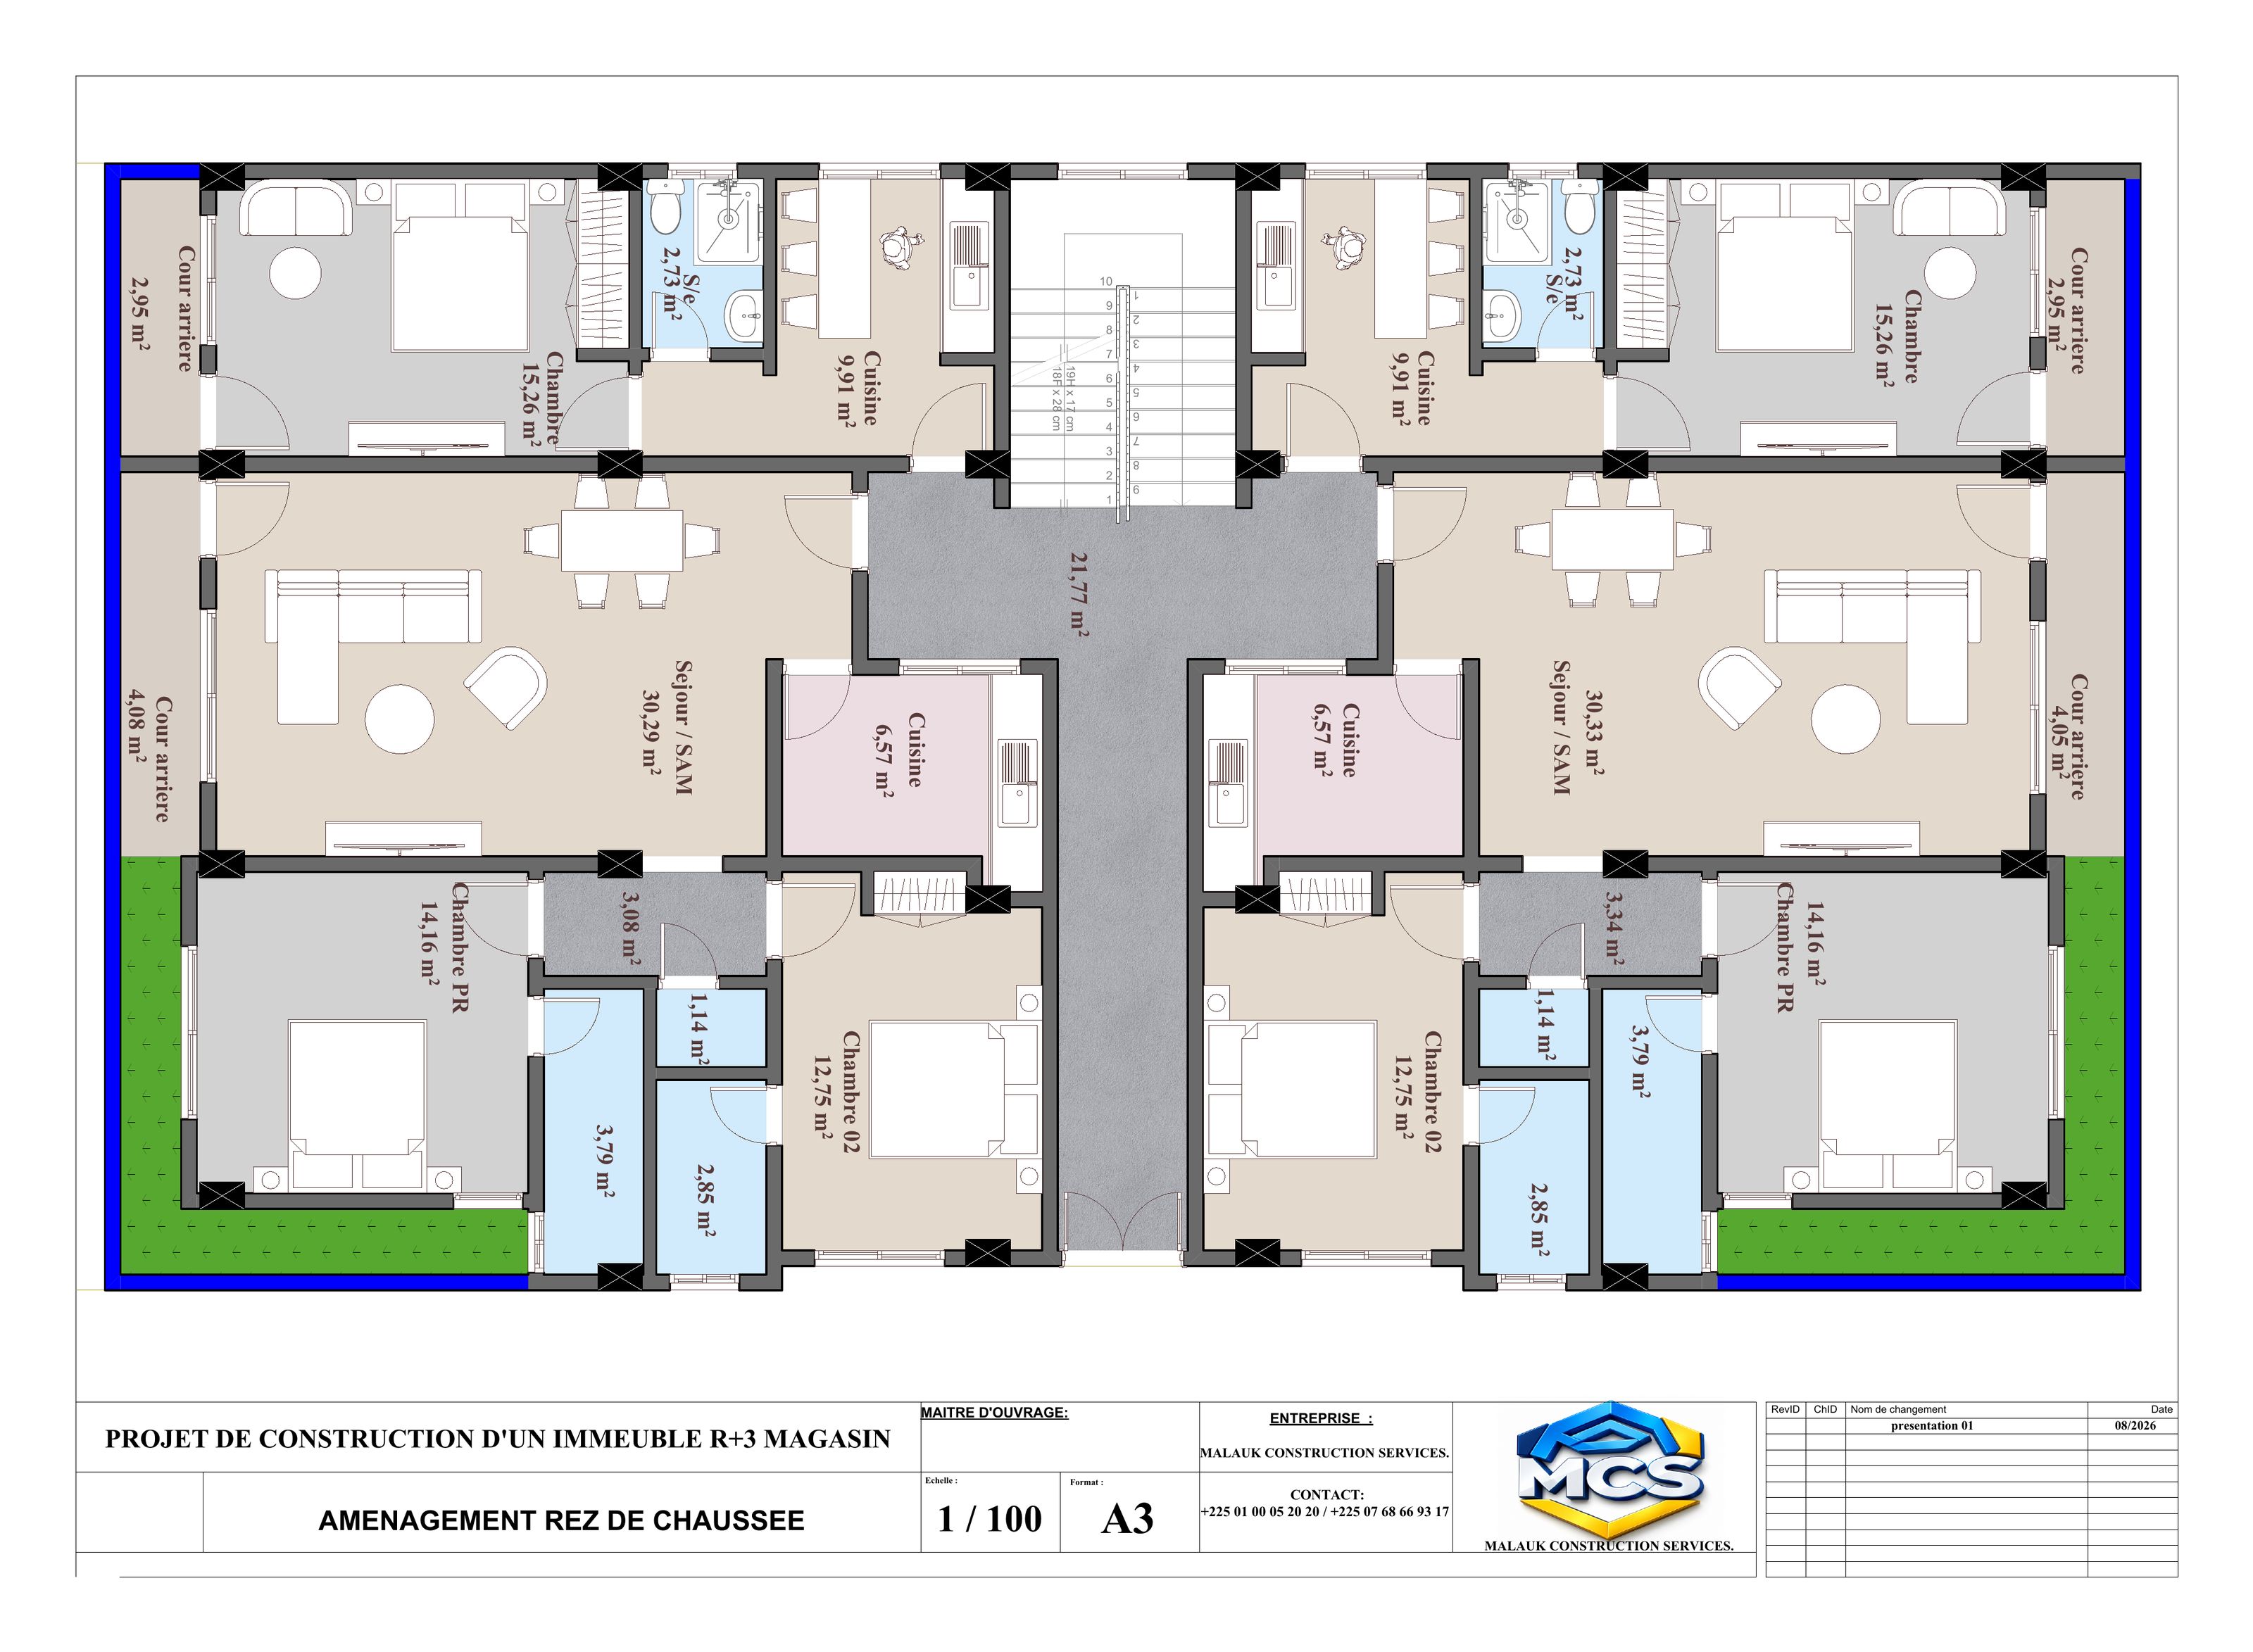 Cour arriere
2,95 m²
Chambre
15,26 m²
S/e
2,73 m²
Cuisine
9,91 m²
10
9
8
7
6
5
4
3
2
1
1
2
3
4
5
6
7
8
9
19H x 17 cm
18F x 28 cm
Cuisine
9,91 m²
S/e
2,73 m²
Chambre
15,26 m²
Cour arriere
2,95 m²
Cour arriere
4,08 m²
Sejour / SAM
30,29 m²
Cuisine
6,57 m²
21,77 m²
Cuisine
6,57 m²
Sejour / SAM
30,33 m²
Cour arriere
4,05 m²
Chambre PR
14,16 m²
3,08 m²
1,14 m²
3,79 m²
2,85 m²
Chambre 02
12,75 m²
Chambre 02
12,75 m²
3,34 m²
1,14 m²
3,79 m²
2,85 m²
Chambre PR
14,16 m²
PROJET DE CONSTRUCTION D'UN IMMEUBLE R+3 MAGASIN
AMENAGEMENT REZ DE CHAUSSEE
MAITRE D'OUVRAGE:
Echelle :
1 / 100
Format :
A3
ENTREPRISE :
MALAUK CONSTRUCTION SERVICES.
CONTACT:
+225 01 00 05 20 20 / +225 07 68 66 93 17
MCS
MALAUK CONSTRUCTION SERVICES.
RevID ChID Nom de changement Date
presentation 01 08/2026